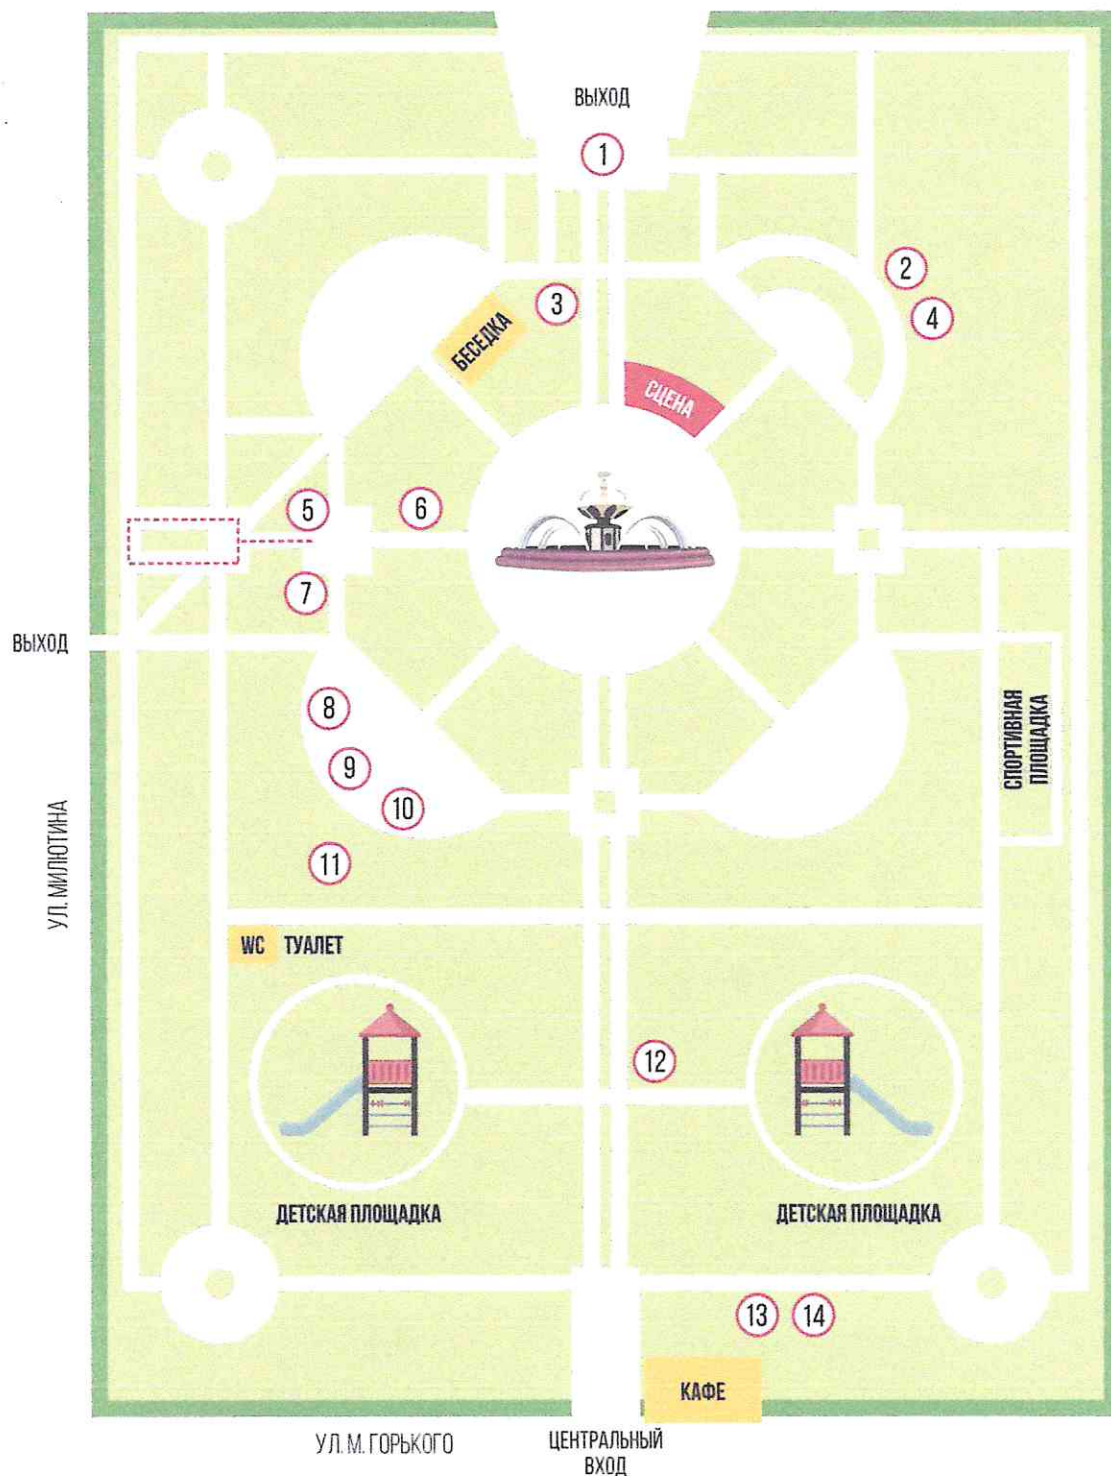 ВЫХОД
1
2
3
4
БЕСЕДКА
СЦЕНА
5
6
7
ВЫХОД
8
9
10
11
СПОРТИВНАЯ
ПЛОЩАДКА
УЛ. МИЛЮТИНА
WC ТУАЛЕТ
12
ДЕТСКАЯ ПЛОЩАДКА
ДЕТСКАЯ ПЛОЩАДКА
13
14
КАФЕ
УЛ. М. ГОРЬКОГО
ЦЕНТРАЛЬНЫЙ
ВХОД